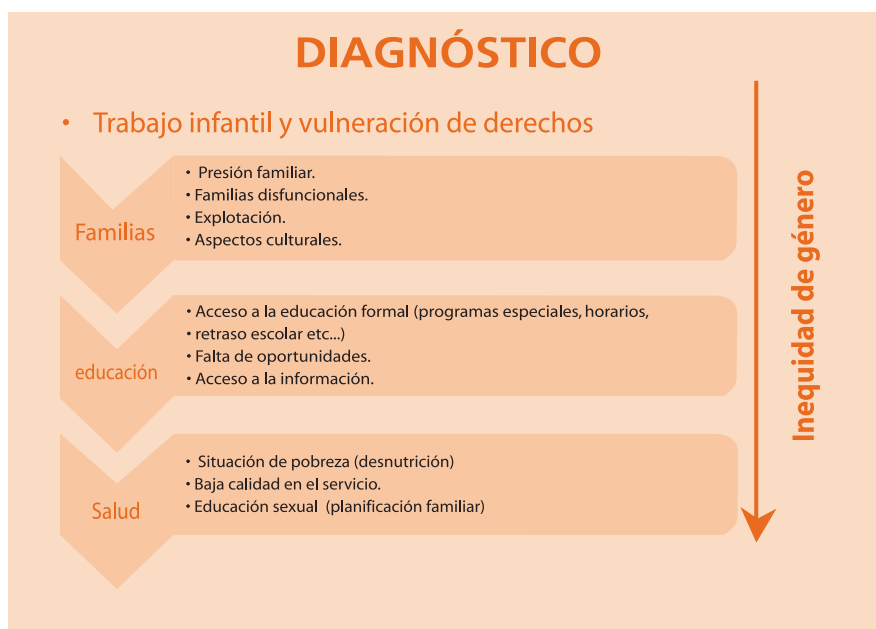 DIAGNÓSTICO
• Trabajo infantil y vulneración de derechos
Familias
• Presión familiar.
• Familias disfuncionales.
• Explotación.
• Aspectos culturales.
educación
• Acceso a la educación formal (programas especiales, horarios,
• retraso escolar etc...)
• Falta de oportunidades.
• Acceso a la información.
Salud
• Situación de pobreza (desnutrición)
• Baja calidad en el servicio.
• Educación sexual (planificación familiar)
Inequidad de género